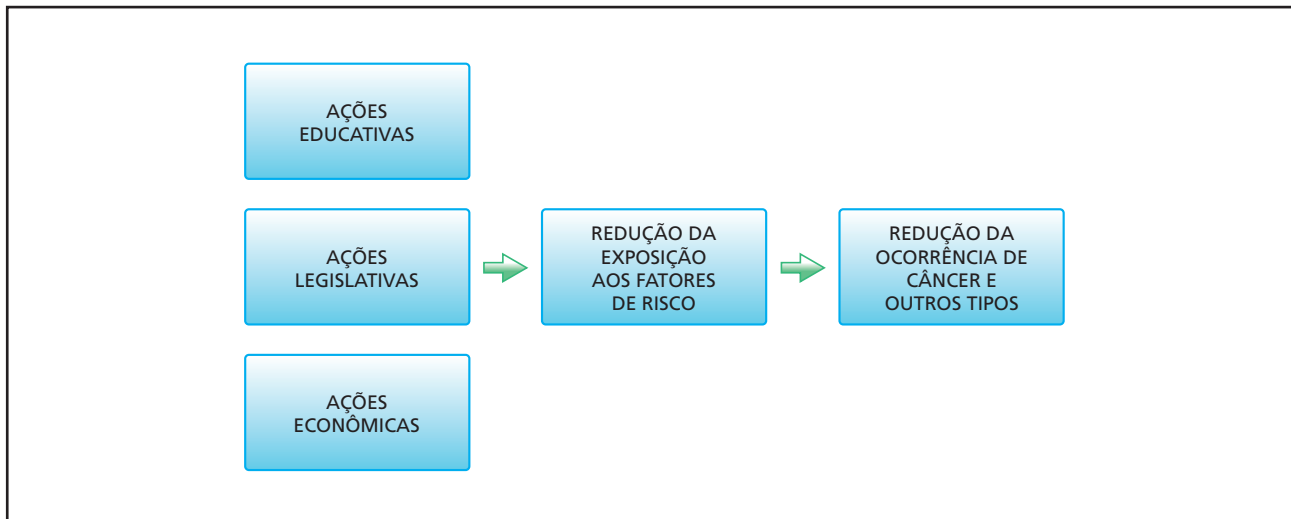 AÇÕES
EDUCATIVAS
AÇÕES
LEGISLATIVAS
REDUÇÃO DA
EXPOSIÇÃO
AOS FATORES
DE RISCO
REDUÇÃO DA
OCORRÊNCIA DE
CÂNCER E
OUTROS TIPOS
AÇÕES
ECONÔMICAS